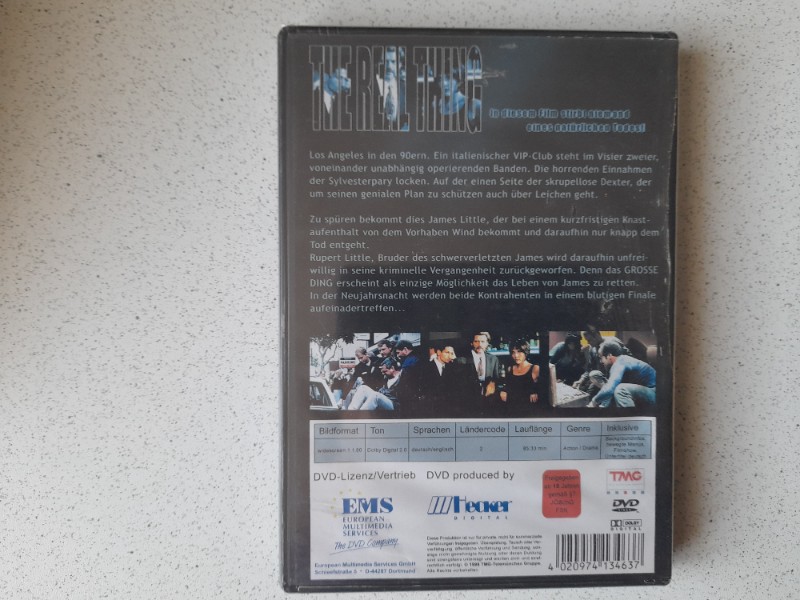 THE REAL THING
in diesem Film stirbt niemand
eines natürlichen Todes!
Los Angeles in den 90ern. Ein italienischer VIP-Club steht im Visier zweier,
voneinander unabhängig operierenden Banden. Die horrenden Einnahmen
der Sylvesterpary locken. Auf der einen Seite der skrupellose Dexter, der
um seinen genialen Plan zu schützen auch über Leichen geht.
Zu spüren bekommt dies James Little, der bei einem kurzfristigen Knast-
aufenthalt von dem Vorhaben Wind bekommt und daraufhin nur knapp dem
Tod entgeht.
Rupert Little, Bruder des schwerverletzten James wird daraufhin unfrei-
willig in seine kriminelle Vergangenheit zurückgeworfen. Denn das GROSSE
DING erscheint als einzige Möglichkeit das Leben von James zu retten.
In der Neujahrsnacht werden beide Kontrahenten in einem blutigen Finale
aufeinandertreffen...
Bildformat Ton Sprachen Ländercode Lauflänge Genre Inklusive
Dolby Digital 2.0 deutsch/englisch 2
DVD-Lizenz/Vertrieb DVD produced by
EMS
EUROPEAN
MULTIMEDIA
SERVICES
The DVD Company
Hecker
DIGITAL
TMG
DVD
DOLBY
DIGITAL
European Multimedia Services GmbH
D-44287 Dortmund
Alle Rechte vorbehalten.
4 020974 134637